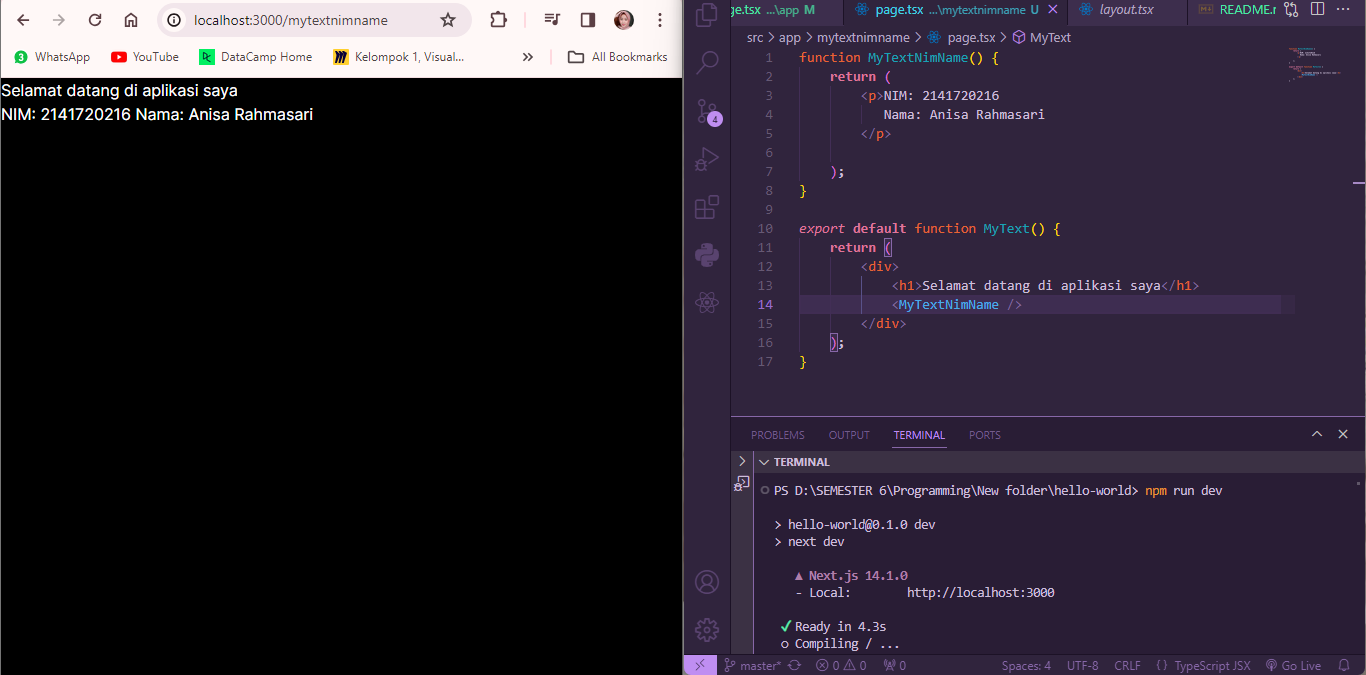 localhost:3000/mytextnimname
WhatsApp YouTube DataCamp Home Kelompok 1, Visual... » All Bookmarks
Selamat datang di aplikasi saya
NIM: 2141720216 Nama: Anisa Rahmasari
ge.tsx ...\app M page.tsx ...\mytextnimname U layout.tsx README.r
src > app > mytextnimname > page.tsx > MyText
1 function MyTextNimName() {
2 return (
3 <p>NIM: 2141720216
4 Nama: Anisa Rahmasari
5 </p>
6
7 );
8 }
9
10 export default function MyText() {
11 return (
12 <div>
13 <h1>Selamat datang di aplikasi saya</h1>
14 <MyTextNimName />
15 </div>
16 );
17 }
4
PROBLEMS OUTPUT TERMINAL PORTS
TERMINAL
PS D:\SEMESTER 6\Programming\New folder\hello-world> npm run dev
> hello-world@0.1.0 dev
> next dev
▲ Next.js 14.1.0
- Local: http://localhost:3000
✓ Ready in 4.3s
○ Compiling / ...
master* 0 0 0 Spaces: 4 UTF-8 CRLF {} TypeScript JSX Go Live